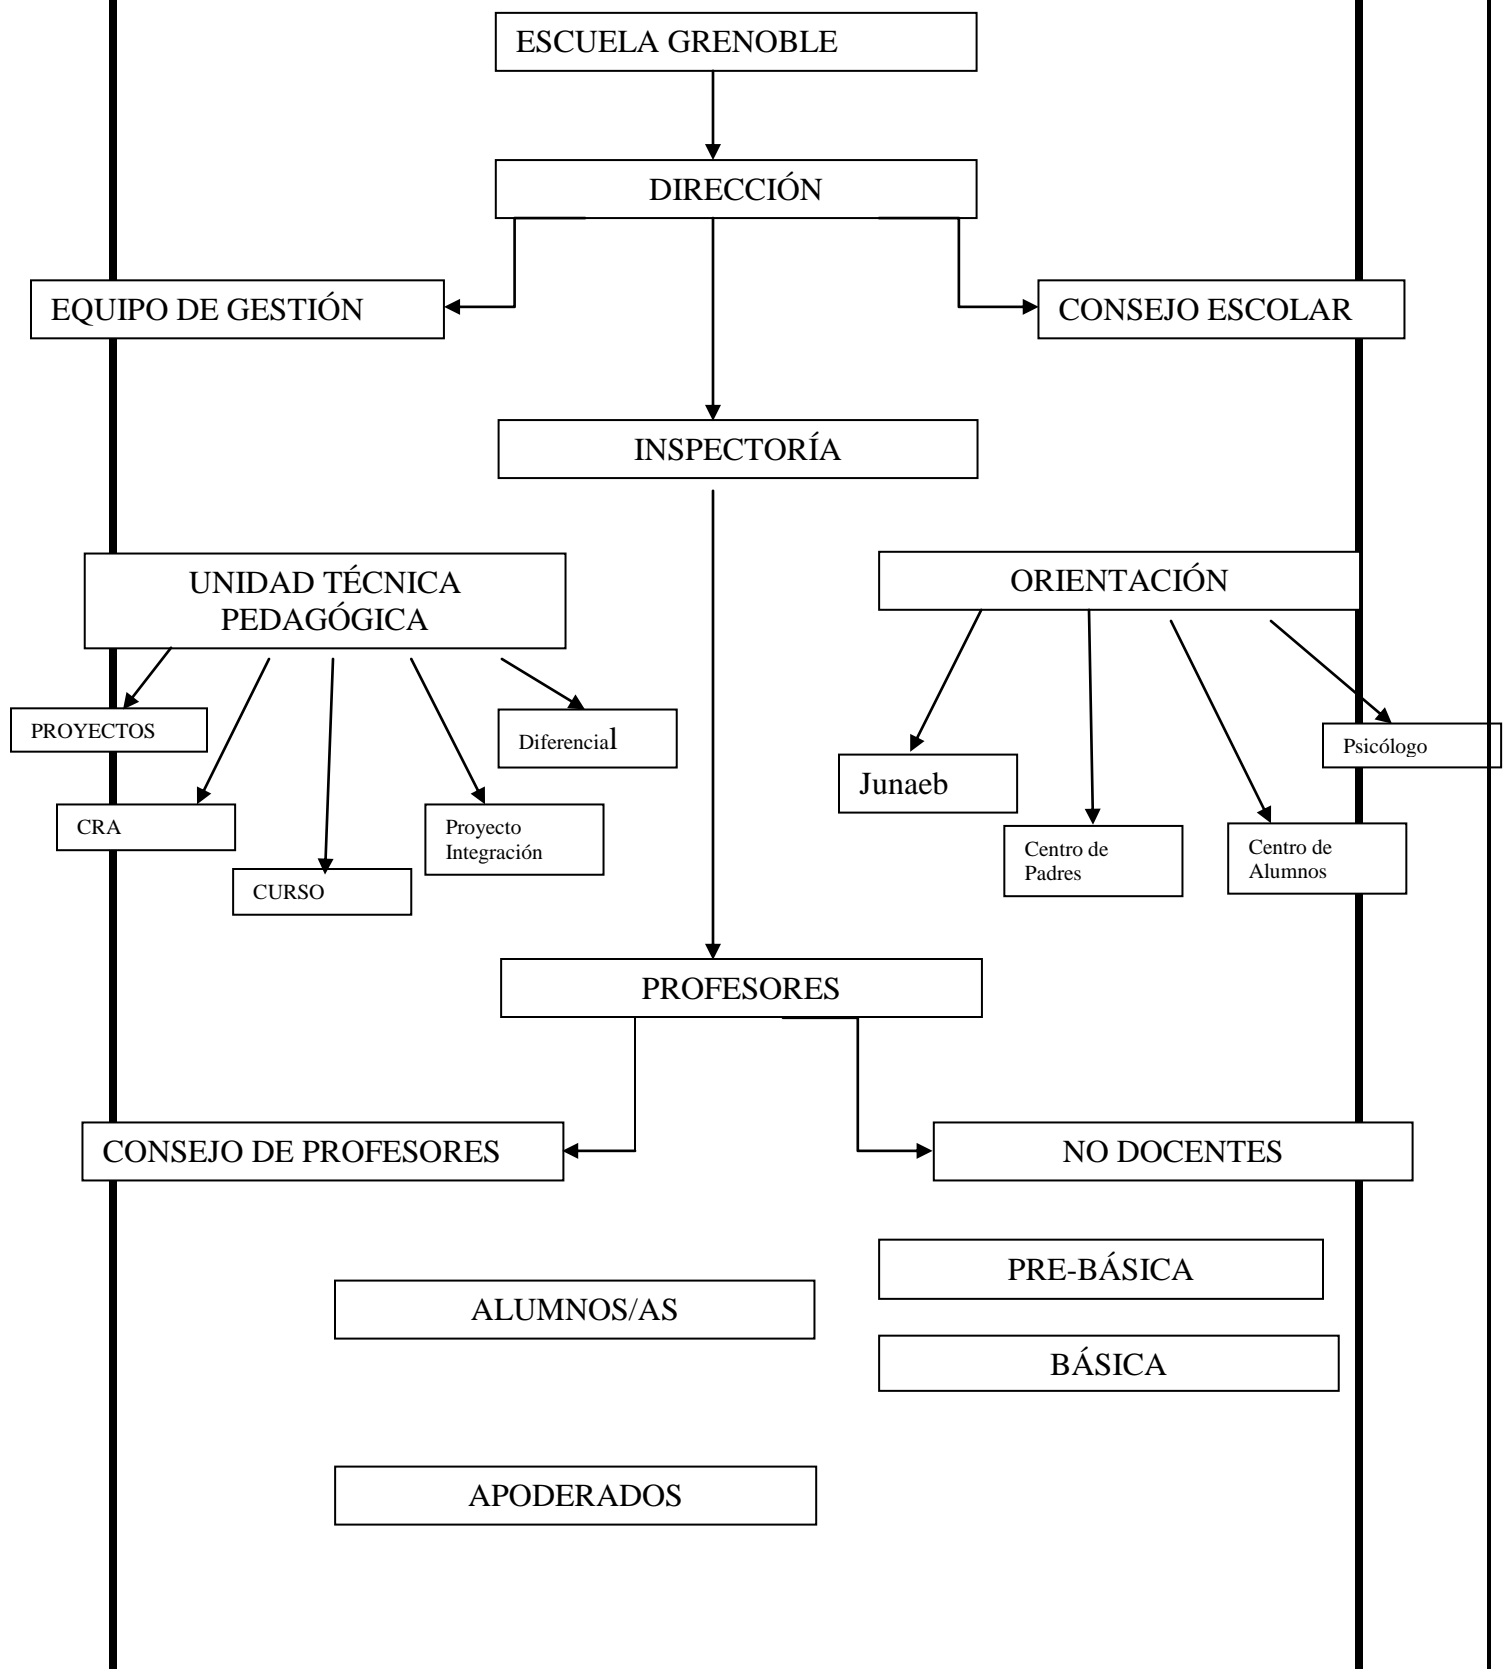 ESCUELA GRENOBLE
DIRECCIÓN
EQUIPO DE GESTIÓN
CONSEJO ESCOLAR
INSPECTORÍA
UNIDAD TÉCNICA
PEDAGÓGICA
ORIENTACIÓN
PROYECTOS
Diferencial
Psicólogo
Junaeb
CRA
Proyecto
Integración
Centro de
Padres
Centro de
Alumnos
CURSO
PROFESORES
CONSEJO DE PROFESORES
NO DOCENTES
PRE-BÁSICA
ALUMNOS/AS
BÁSICA
APODERADOS